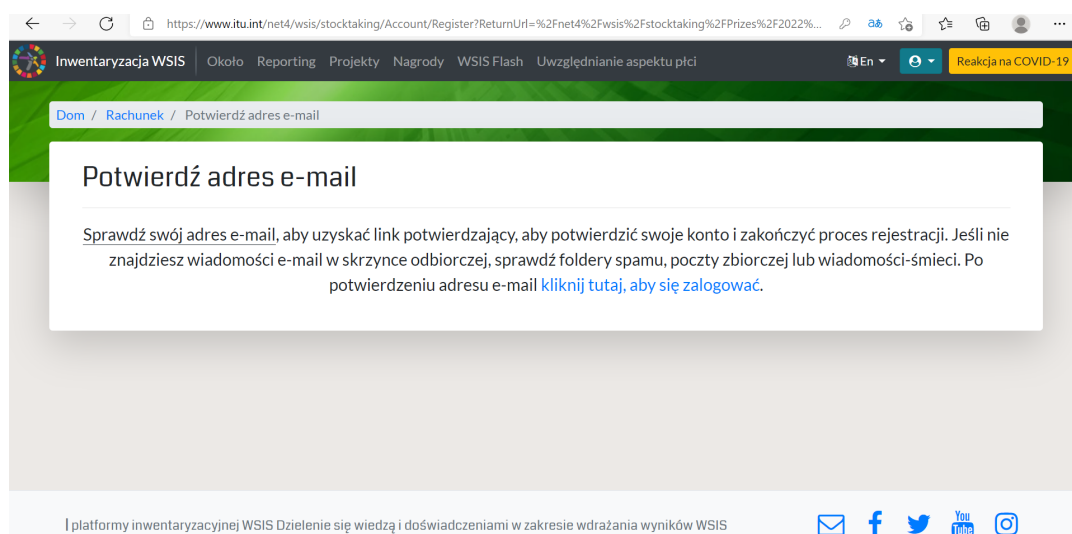 https://www.itu.int/net4/wsis/stocktaking/Account/Register?ReturnUrl=%2Fnet4%2Fwsis%2Fstocktaking%2FPrizes%2F2022%...
Inwentaryzacja WSIS Około Reporting Projekty Nagrody WSIS Flash Uwzględnianie aspektu płci En Reakcja na COVID-19
Dom / Rachunek / Potwierdź adres e-mail
Potwierdź adres e-mail
Sprawdź swój adres e-mail, aby uzyskać link potwierdzający, aby potwierdzić swoje konto i zakończyć proces rejestracji. Jeśli nie
znajdziesz wiadomości e-mail w skrzynce odbiorczej, sprawdź foldery spamu, poczty zbiorczej lub wiadomości-śmieci. Po
potwierdzeniu adresu e-mail kliknij tutaj, aby się zalogować.
| platformy inwentaryzacyjnej WSIS Dzielenie się wiedzą i doświadczeniami w zakresie wdrażania wyników WSIS
You
Tube